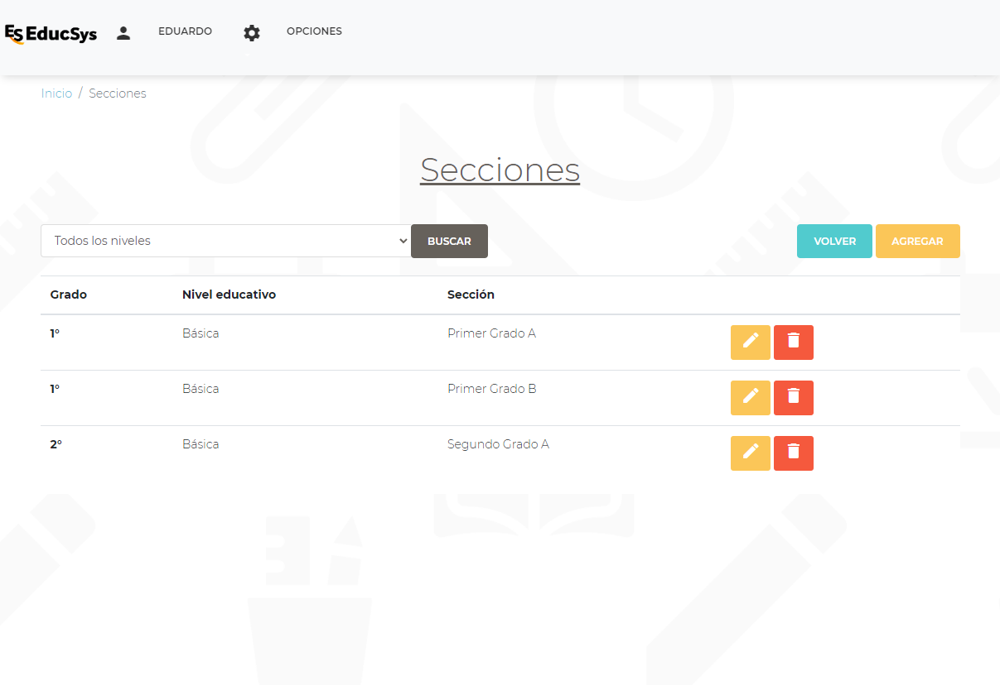 ES EducSys EDUARDO OPCIONES
Inicio / Secciones
Secciones
Todos los niveles BUSCAR VOLVER AGREGAR
Grado Nivel educativo Sección
1° Básica Primer Grado A
1° Básica Primer Grado B
2° Básica Segundo Grado A